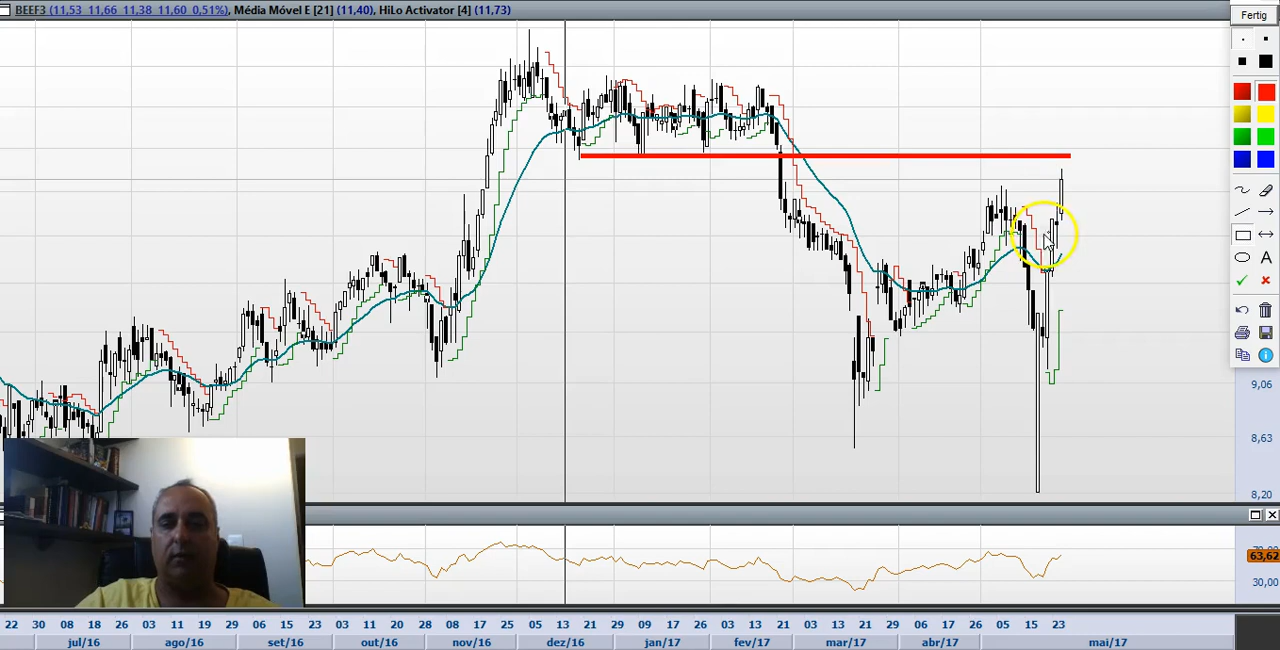 BEEF3 (11,53 11,66 11,38 11,60 0,51%), Média Móvel E [21] (11,40), HiLo Activator [4] (11,73)
Fertig
A
9,06
8,63
8,20
63,62
30,00
22 30 08 18 26 03 11 19 29 06 15 23 03 11 20 28 08 17 25 05 13 21 29 09 17 26 03 13 21 03 13 21 29 06 17 26 05 15 23
jul/16 ago/16 set/16 out/16 nov/16 dez/16 jan/17 fev/17 mar/17 abr/17 mai/17